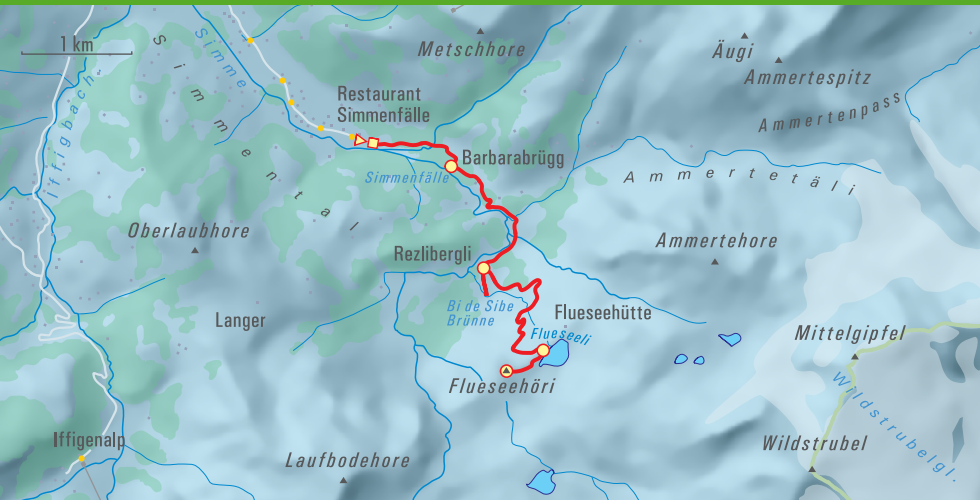 1 km
Simmental
Simme
Iffigbach
Metschhore
Äugi
Ammertespitz
Ammertenpass
Restaurant
Simmenfälle
Barbarabrügg
Simmenfälle
Ammertetäli
Oberlaubhore
Rezlibergli
Ammertehore
Bi de Sibe
Brünne
Flueseehütte
Langer
Flueseeli
Mittelgipfel
Flueseehöri
Wildstrubelgl.
Iffigenalp
Laufbodehore
Wildstrubel